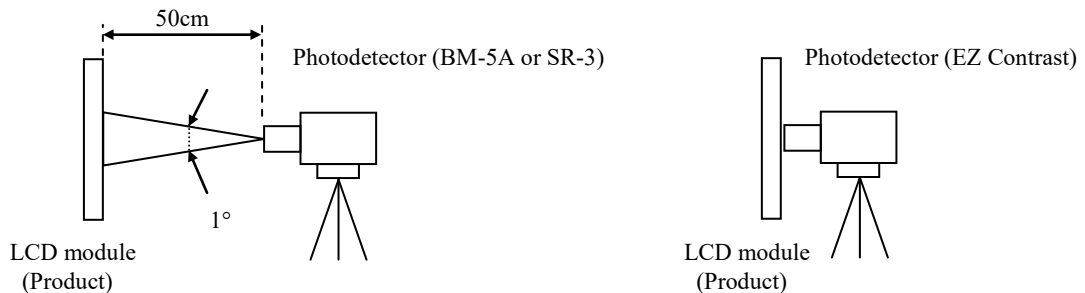 50cm
Photodetector (BM-5A or SR-3)
1°
LCD module
(Product)
Photodetector (EZ Contrast)
LCD module
(Product)